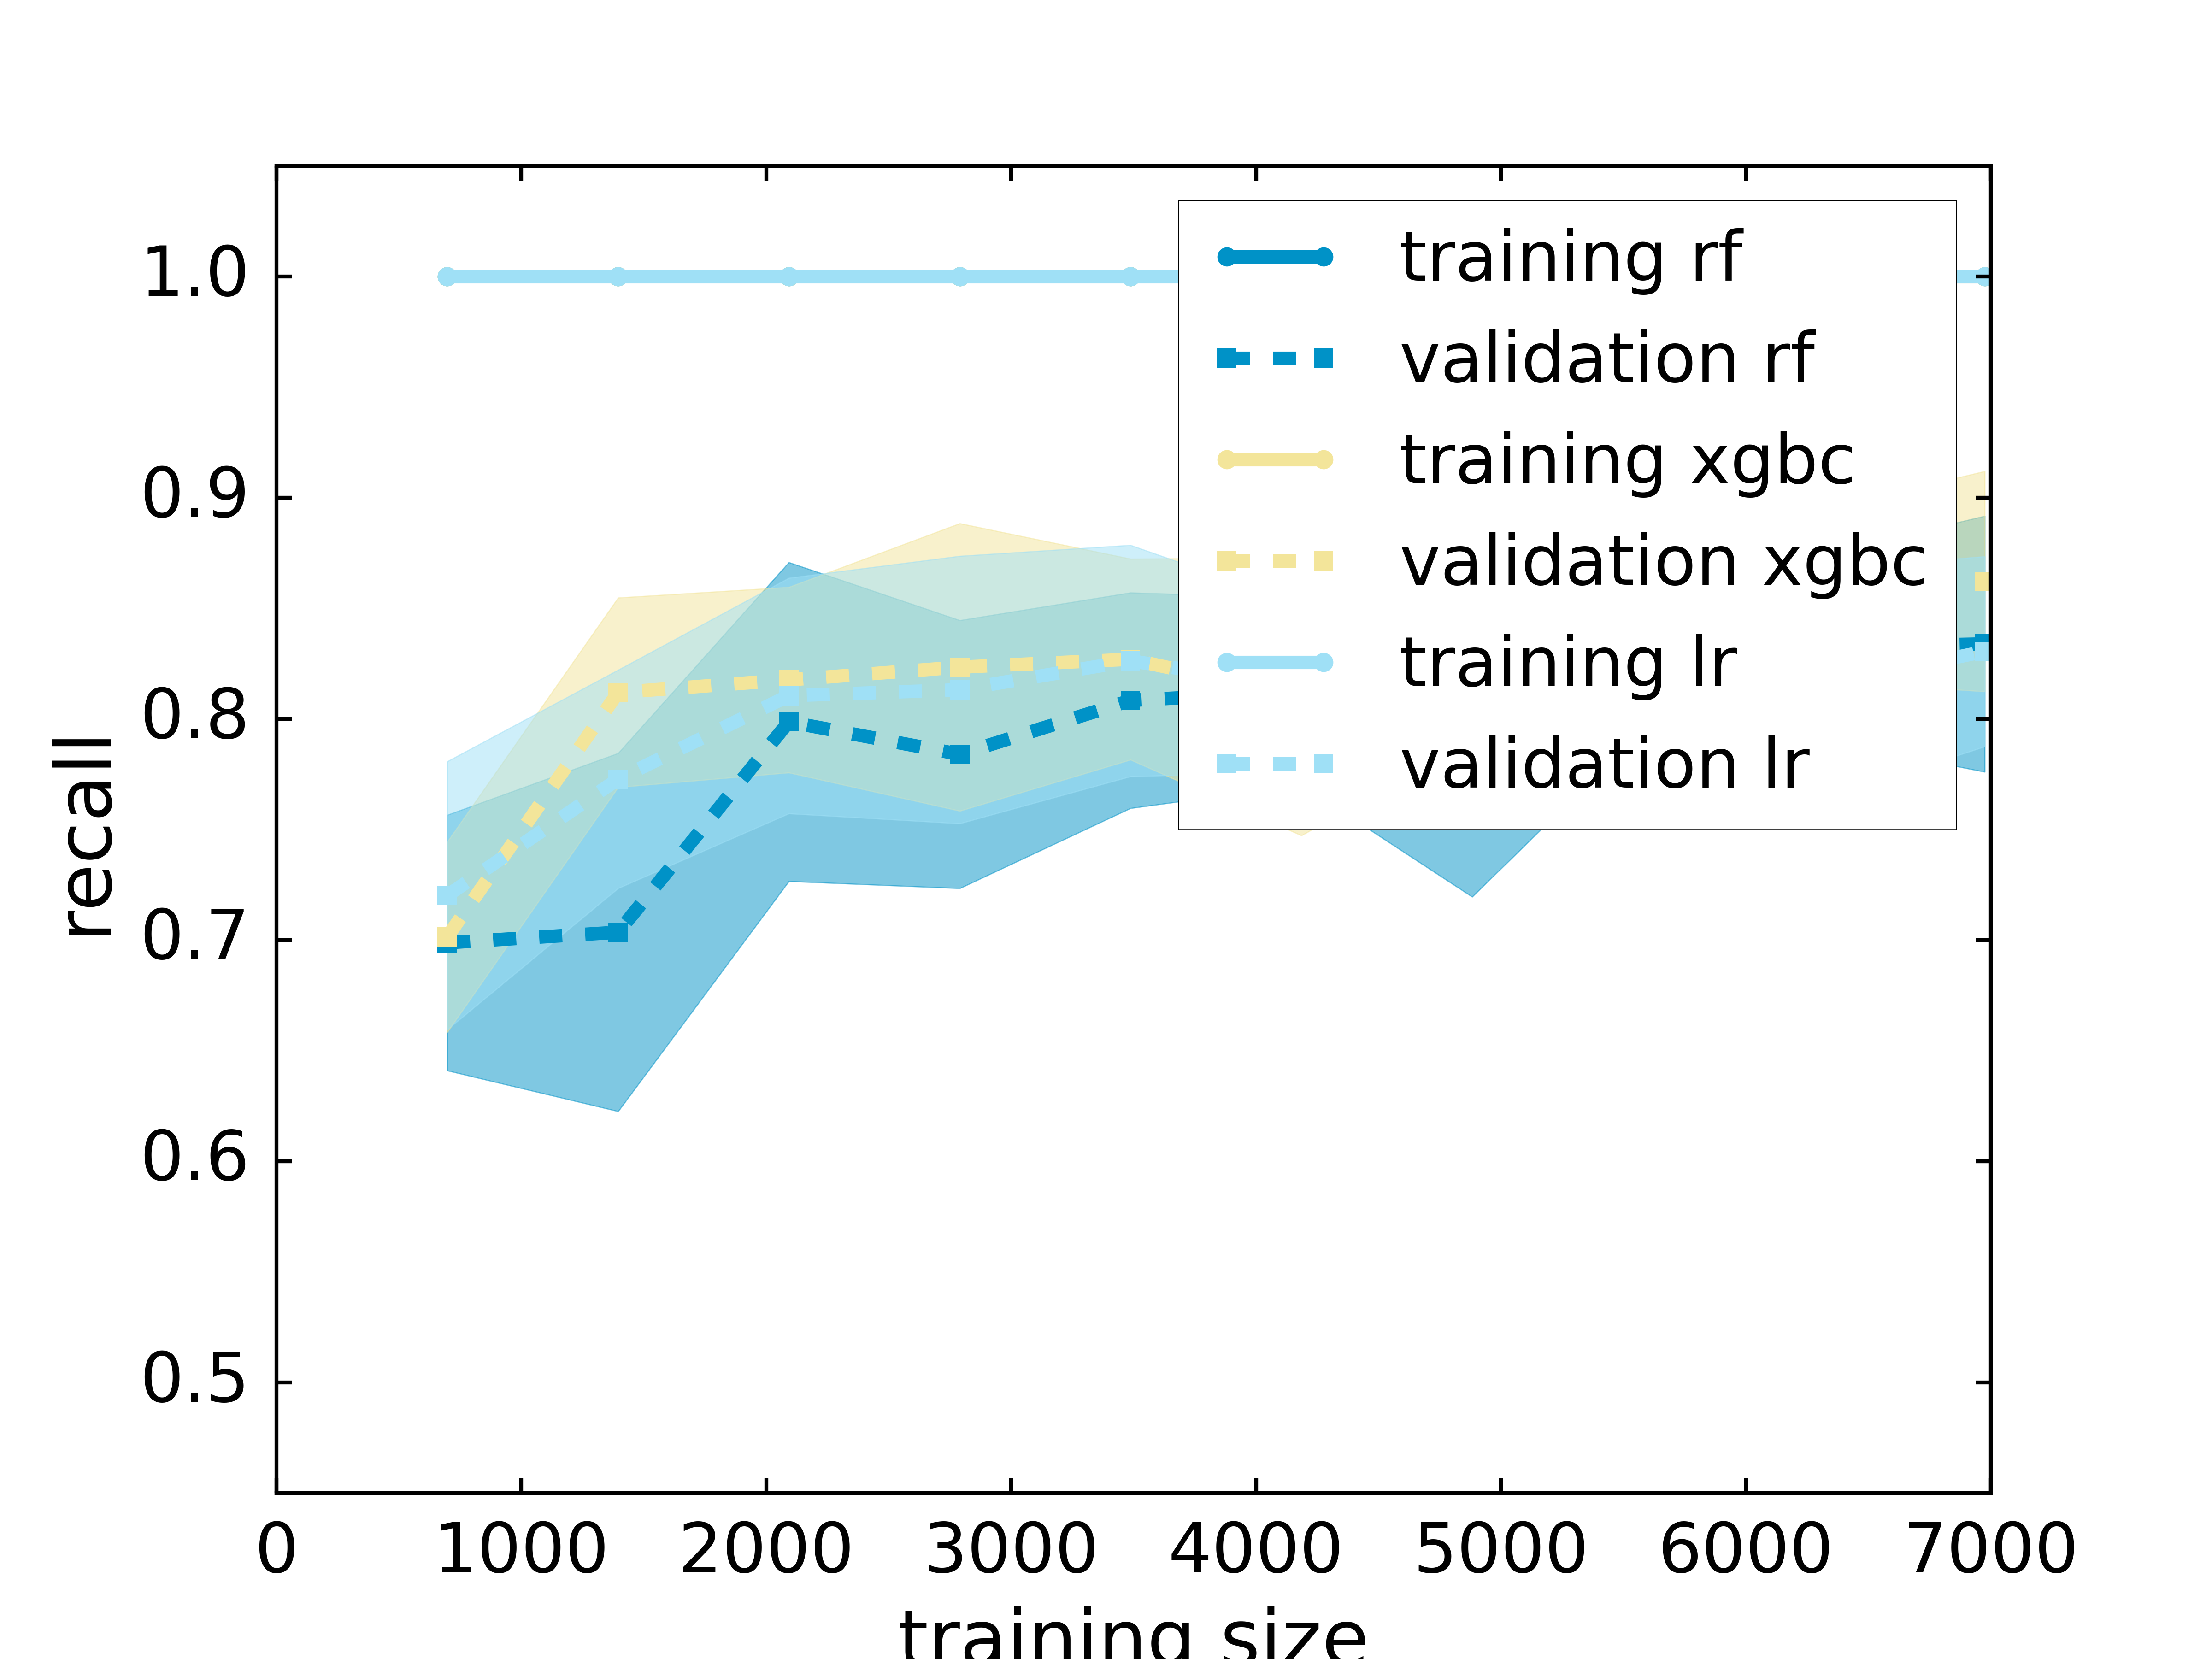 1.0
0.9
0.8
0.7
0.6
0.5
recall
training rf
validation rf
training xgbc
validation xgbc
training lr
validation lr
0 1000 2000 3000 4000 5000 6000 7000
training size